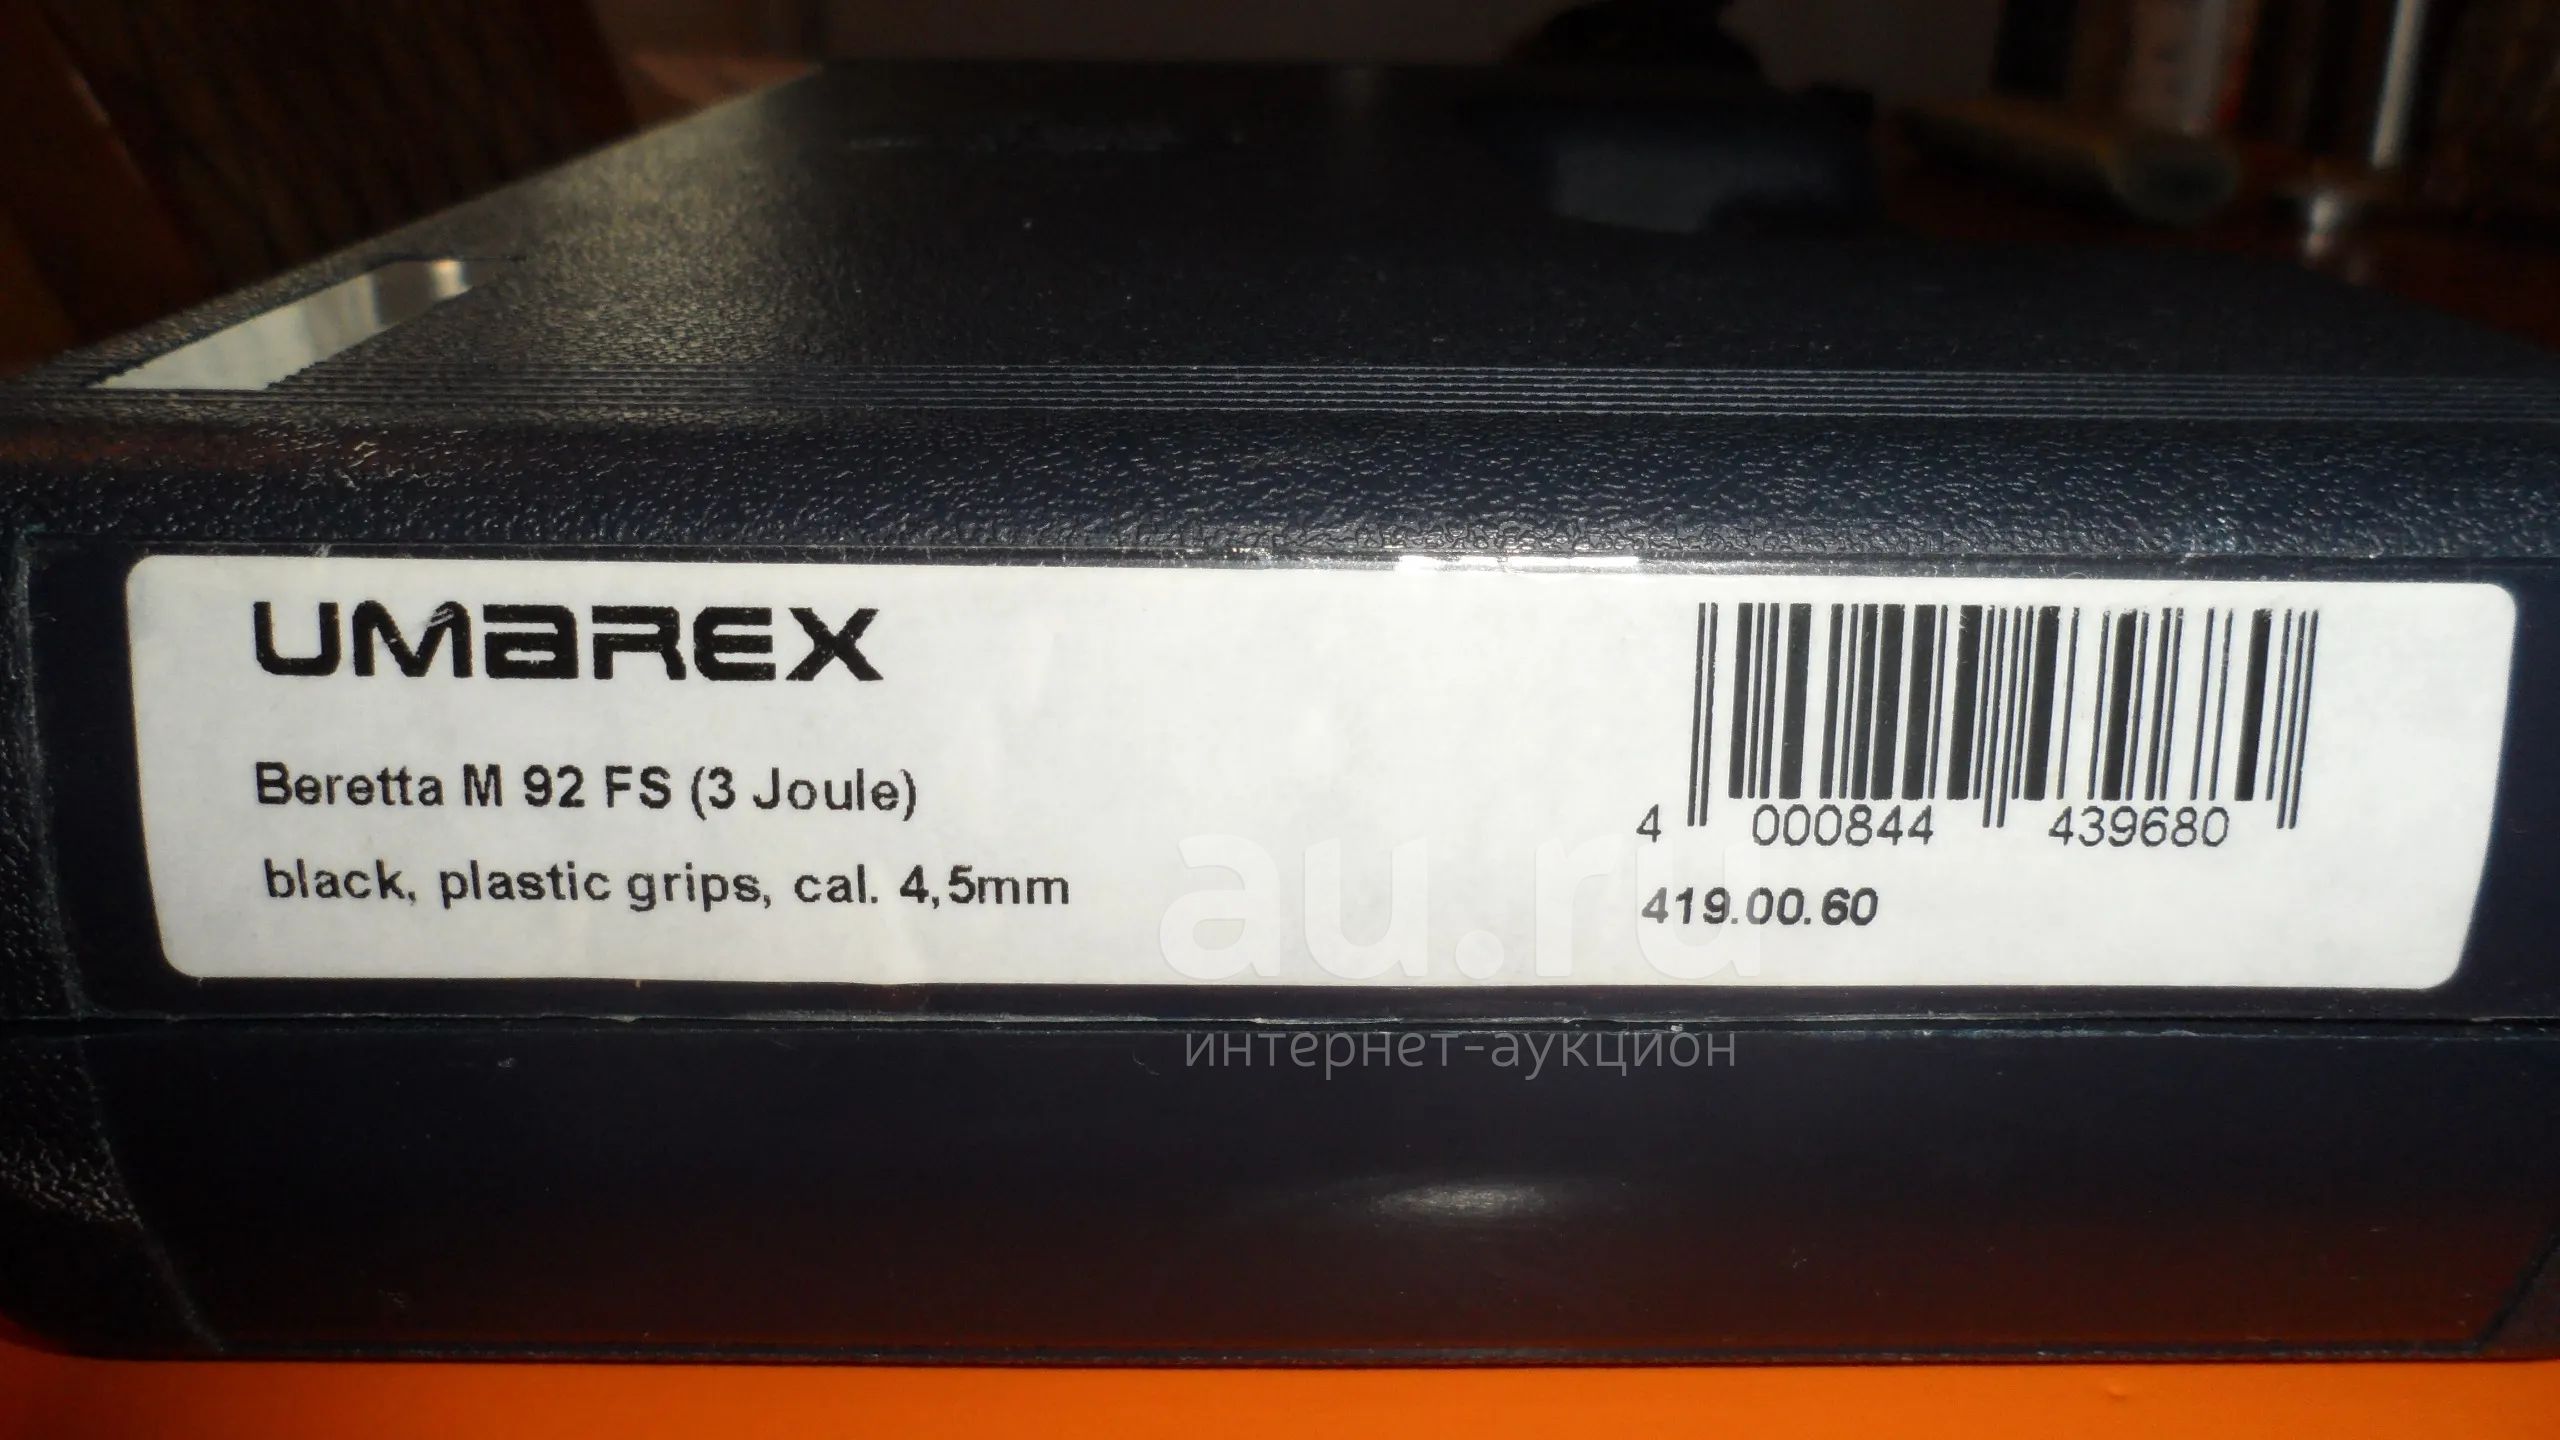 UMAREX
Beretta M 92 FS (3 Joule)
black, plastic grips, cal. 4,5mm
4 000844 439680
419.00.60
au.ru
интернет-аукцион